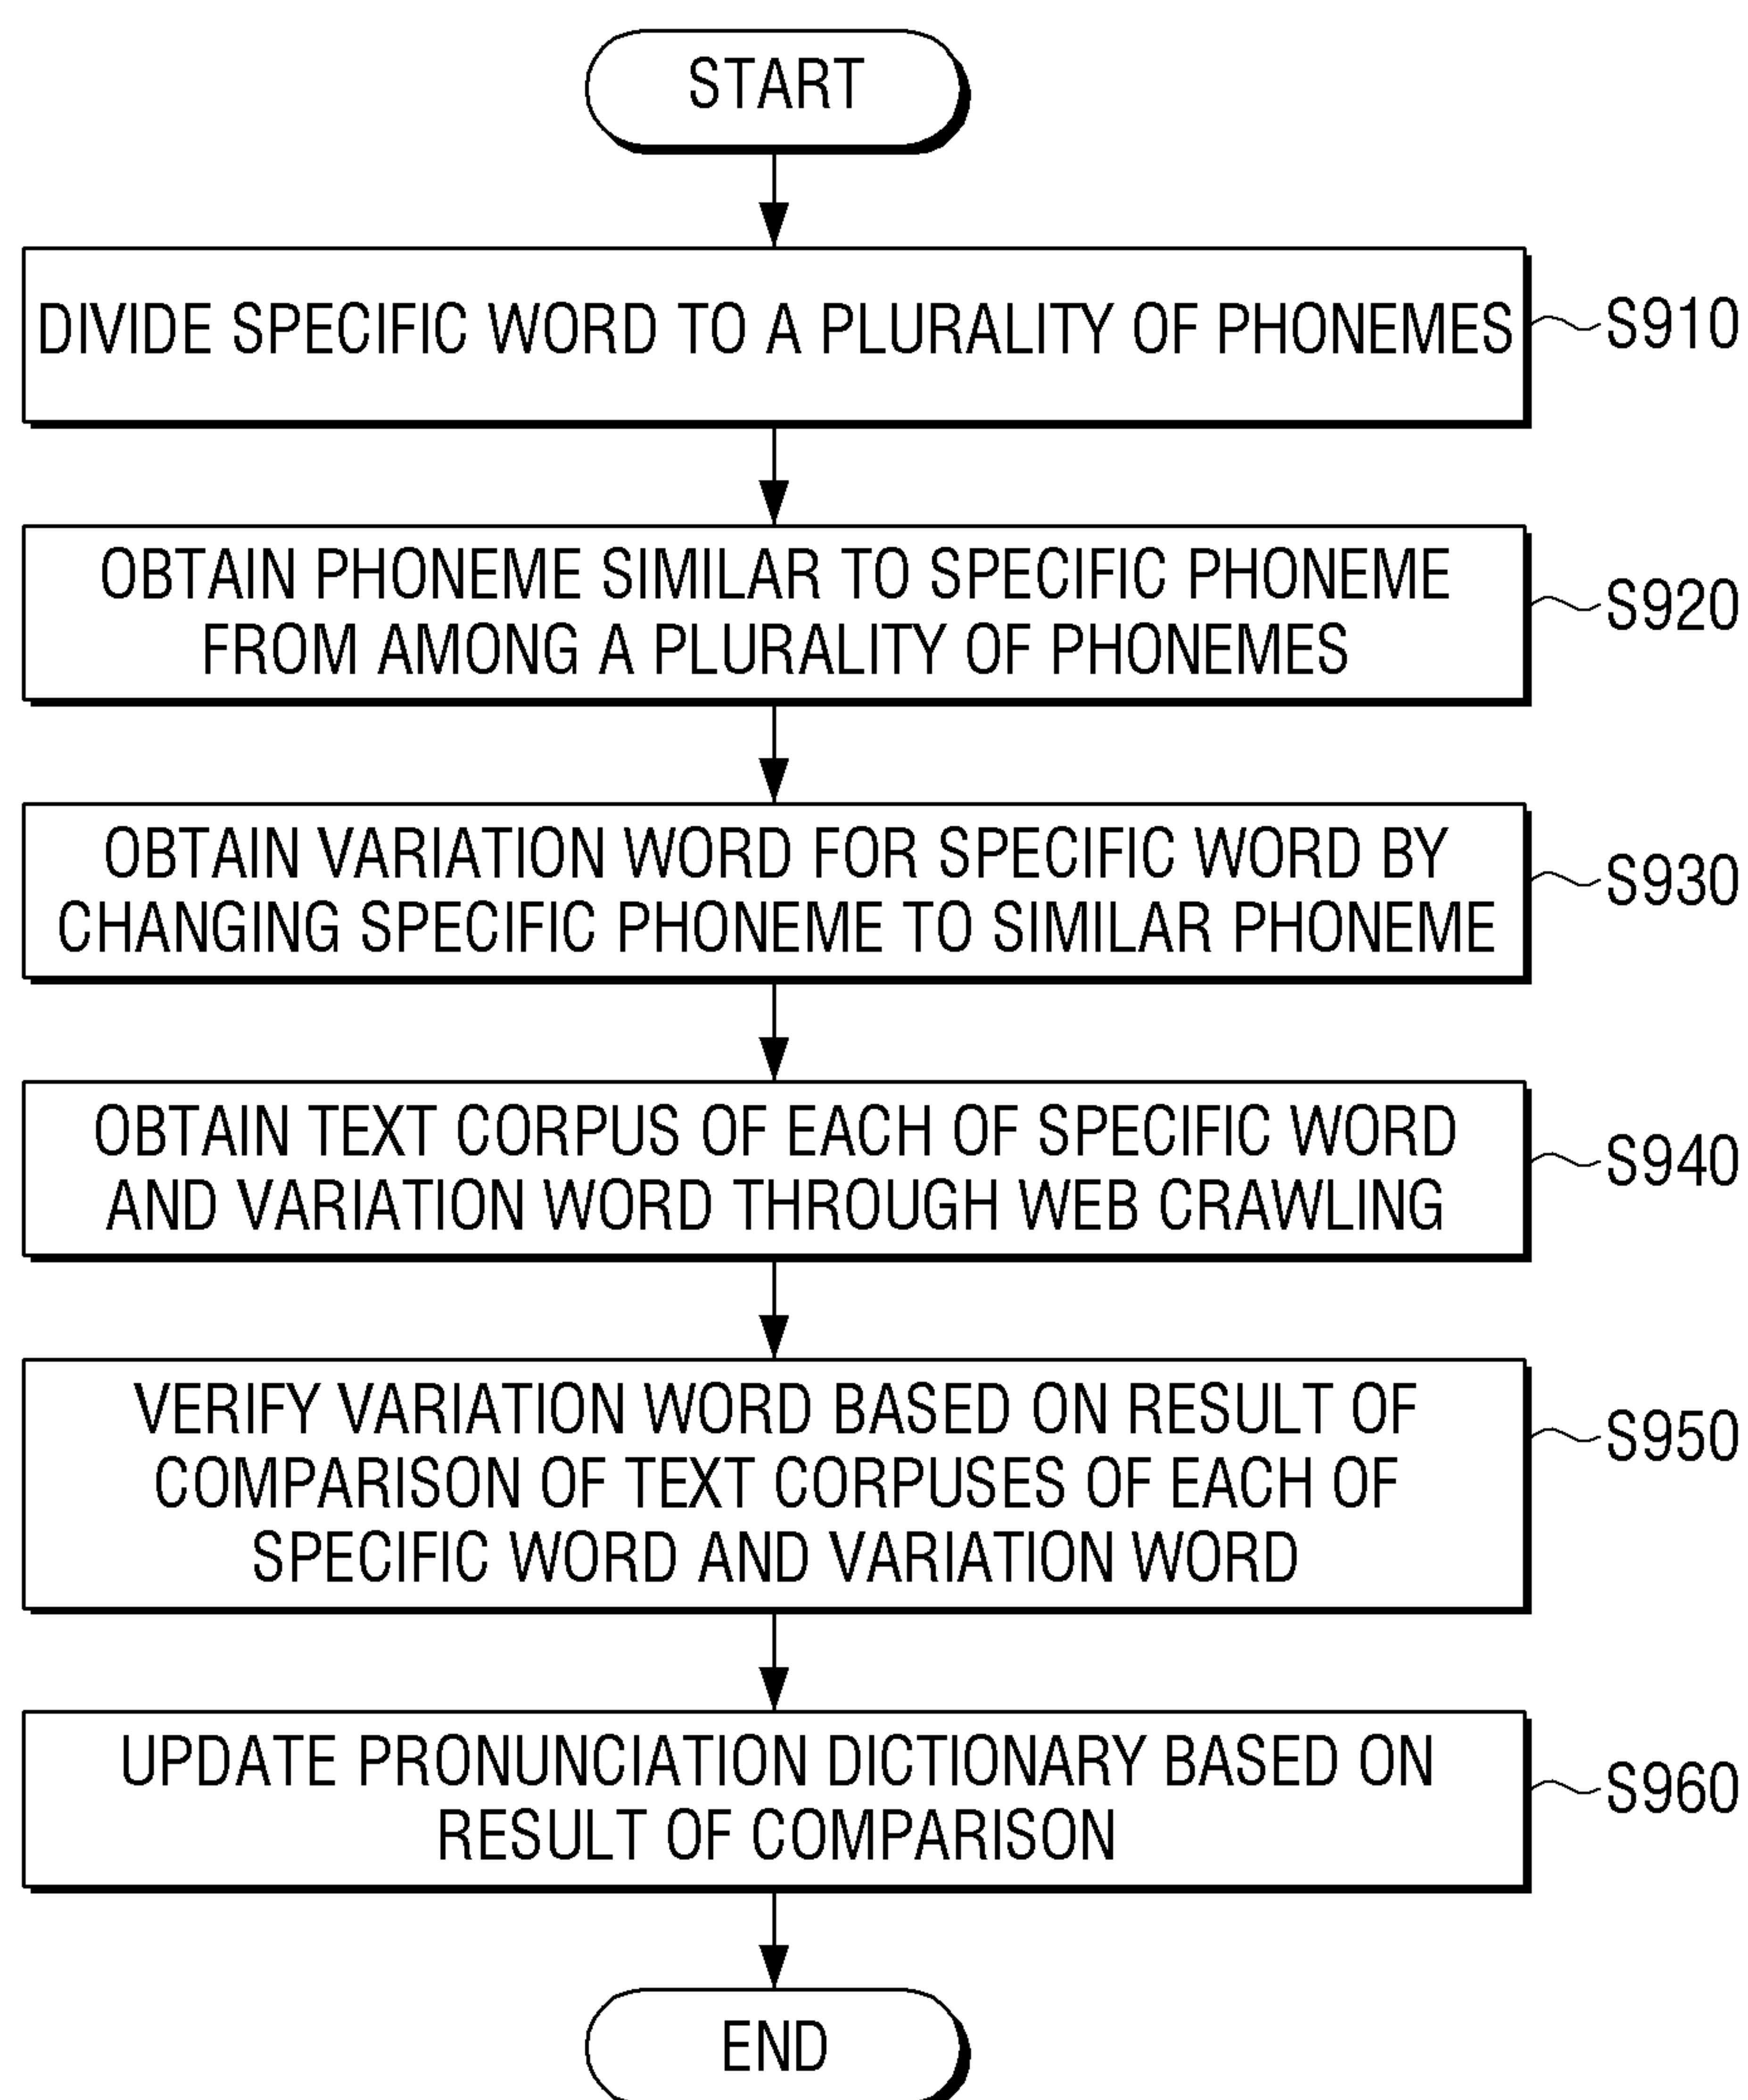 START
DIVIDE SPECIFIC WORD TO A PLURALITY OF PHONEMES
S910
OBTAIN PHONEME SIMILAR TO SPECIFIC PHONEME
FROM AMONG A PLURALITY OF PHONEMES
S920
OBTAIN VARIATION WORD FOR SPECIFIC WORD BY
CHANGING SPECIFIC PHONEME TO SIMILAR PHONEME
S930
OBTAIN TEXT CORPUS OF EACH OF SPECIFIC WORD
AND VARIATION WORD THROUGH WEB CRAWLING
S940
VERIFY VARIATION WORD BASED ON RESULT OF
COMPARISON OF TEXT CORPUSES OF EACH OF
SPECIFIC WORD AND VARIATION WORD
S950
UPDATE PRONUNCIATION DICTIONARY BASED ON
RESULT OF COMPARISON
S960
END